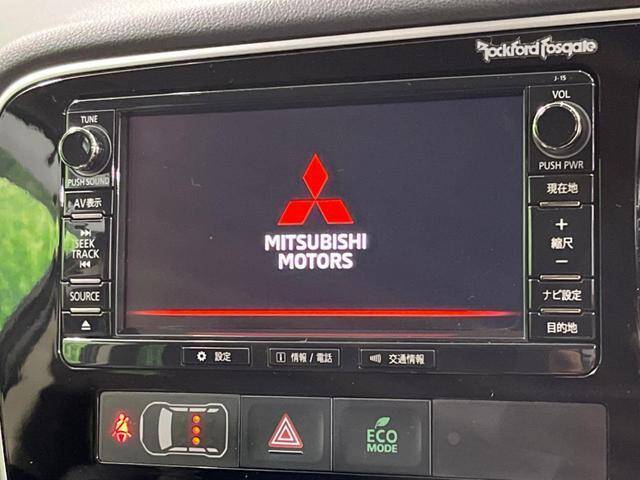 Rockford Fosgate
J-15
TUNE
PUSH SOUND
AV表示
SEEK
TRACK
SOURCE
VOL
PUSH PWR
現在地
+
縮尺
−
ナビ設定
目的地
MITSUBISHI
MOTORS
設定
i 情報 / 電話
交通情報
ECO
MODE